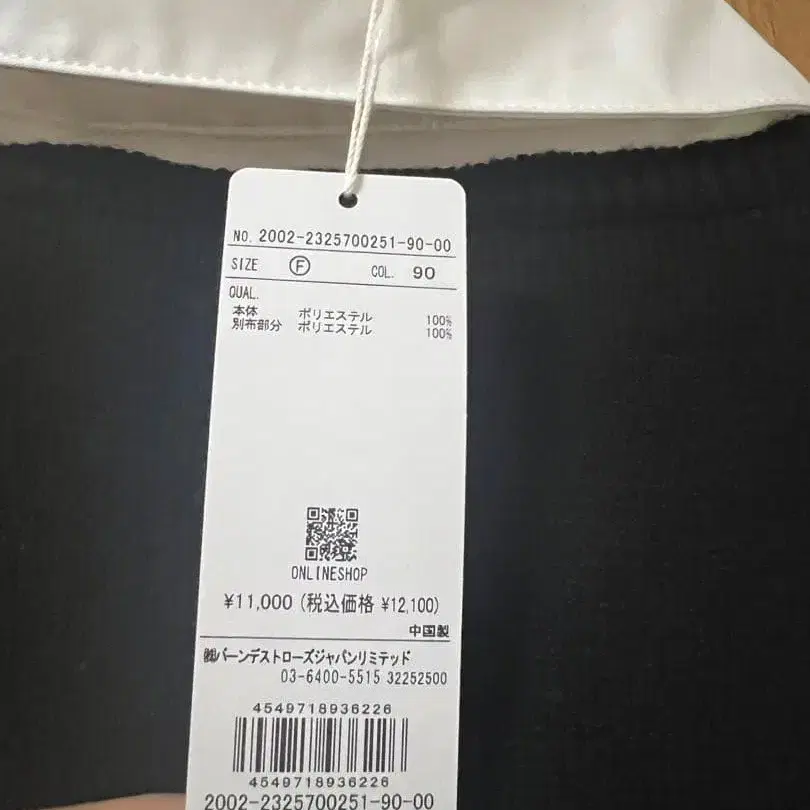 NO. 2002-2325700251-90-00
SIZE Ⓕ COL. 90
QUAL.
本体 ポリエステル 100%
別布部分 ポリエステル 100%
ONLINESHOP
¥11,000 (税込価格 ¥12,100)
中国製
㈱バーンデストローズジャパンリミテッド
03-6400-5515 32252500
4549718936226
4549718936226
2002-2325700251-90-00